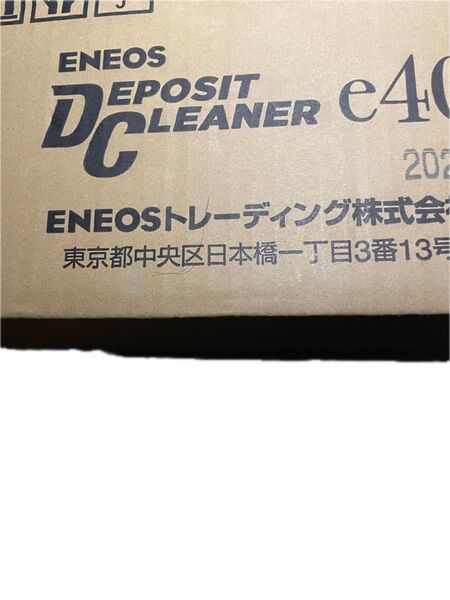 ENEOS
DEPOSIT
CLEANER e40
202
ENEOSトレーディング株式会
東京都中央区日本橋一丁目3番13号